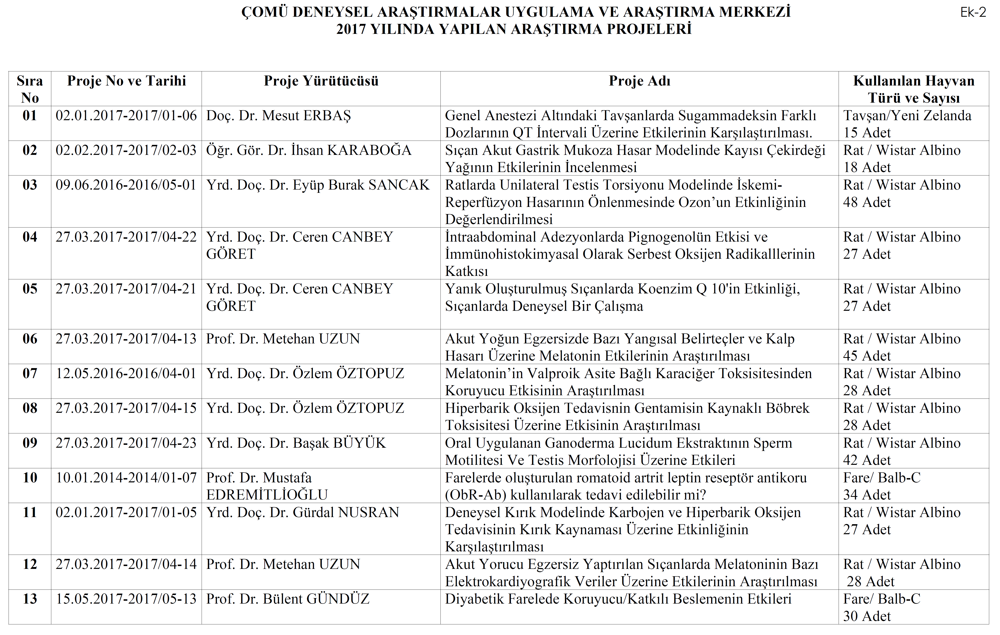 ÇOMÜ DENEYSEL ARAŞTIRMALAR UYGULAMA VE ARAŞTIRMA MERKEZİ
Ek-2
2017 YILINDA YAPILAN ARAŞTIRMA PROJELERİ
Sıra
No
Proje No ve Tarihi
Proje Yürütücüsü
Proje Adı
Kullanılan Hayvan
Türü ve Sayısı
01
02.01.2017-2017/01-06
Doç. Dr. Mesut ERBAŞ
Genel Anestezi Altındaki Tavşanlarda Sugammadeksin Farklı
Dozlarının QT İntervali Üzerine Etkilerinin Karşılaştırılması.
Tavşan/Yeni Zelanda
15 Adet
02
02.02.2017-2017/02-03
Öğr. Gör. Dr. İhsan KARABOĞA
Sıçan Akut Gastrik Mukoza Hasar Modelinde Kayısı Çekirdeği
Yağının Etkilerinin İncelenmesi
Rat / Wistar Albino
18 Adet
03
09.06.2016-2016/05-01
Yrd. Doç. Dr. Eyüp Burak SANCAK
Ratlarda Unilateral Testis Torsiyonu Modelinde İskemi-
Reperfüzyon Hasarının Önlenmesinde Ozon’un Etkinliğinin
Değerlendirilmesi
Rat / Wistar Albino
48 Adet
04
27.03.2017-2017/04-22
Yrd. Doç. Dr. Ceren CANBEY
GÖRET
İntraabdominal Adezyonlarda Pignogenolün Etkisi ve
İmmünohistokimyasal Olarak Serbest Oksijen Radikalllerinin
Katkısı
Rat / Wistar Albino
27 Adet
05
27.03.2017-2017/04-21
Yrd. Doç. Dr. Ceren CANBEY
GÖRET
Yanık Oluşturulmuş Sıçanlarda Koenzim Q 10'in Etkinliği,
Sıçanlarda Deneysel Bir Çalışma
Rat / Wistar Albino
27 Adet
06
27.03.2017-2017/04-13
Prof. Dr. Metehan UZUN
Akut Yoğun Egzersizde Bazı Yangısal Belirteçler ve Kalp
Hasarı Üzerine Melatonin Etkilerinin Araştırılması
Rat / Wistar Albino
45 Adet
07
12.05.2016-2016/04-01
Yrd. Doç. Dr. Özlem ÖZTOPUZ
Melatonin’in Valproik Asite Bağlı Karaciğer Toksisitesinden
Koruyucu Etkisinin Araştırılması
Rat / Wistar Albino
28 Adet
08
27.03.2017-2017/04-15
Yrd. Doç. Dr. Özlem ÖZTOPUZ
Hiperbarik Oksijen Tedavisnin Gentamisin Kaynaklı Böbrek
Toksisitesi Üzerine Etkisinin Araştırılması
Rat / Wistar Albino
28 Adet
09
27.03.2017-2017/04-23
Yrd. Doç. Dr. Başak BÜYÜK
Oral Uygulanan Ganoderma Lucidum Ekstraktının Sperm
Motilitesi Ve Testis Morfolojisi Üzerine Etkileri
Rat / Wistar Albino
42 Adet
10
10.01.2014-2014/01-07
Prof. Dr. Mustafa
EDREMİTLİOĞLU
Farelerde oluşturulan romatoid artrit leptin reseptör antikoru
(ObR-Ab) kullanılarak tedavi edilebilir mi?
Fare/ Balb-C
34 Adet
11
02.01.2017-2017/01-05
Yrd. Doç. Dr. Gürdal NUSRAN
Deneysel Kırık Modelinde Karbojen ve Hiperbarik Oksijen
Tedavisinin Kırık Kaynaması Üzerine Etkinliğinin
Karşılaştırılması
Rat / Wistar Albino
27 Adet
12
27.03.2017-2017/04-14
Prof. Dr. Metehan UZUN
Akut Yorucu Egzersiz Yaptırılan Sıçanlarda Melatoninin Bazı
Elektrokardiyografik Veriler Üzerine Etkilerinin Araştırılması
Rat / Wistar Albino
28 Adet
13
15.05.2017-2017/05-13
Prof. Dr. Bülent GÜNDÜZ
Diyabetik Farelede Koruyucu/Katkılı Beslemenin Etkileri
Fare/ Balb-C
30 Adet